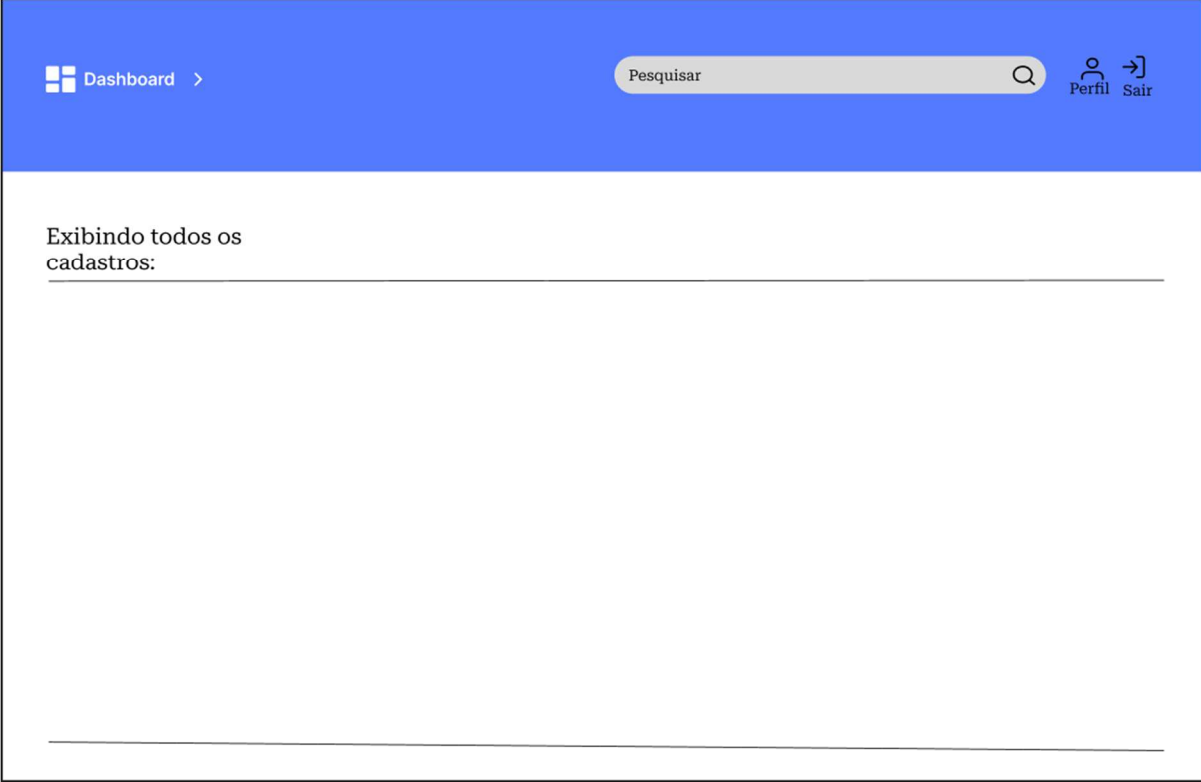 Dashboard
Pesquisar
Perfil
Sair
Exibindo todos os
cadastros: